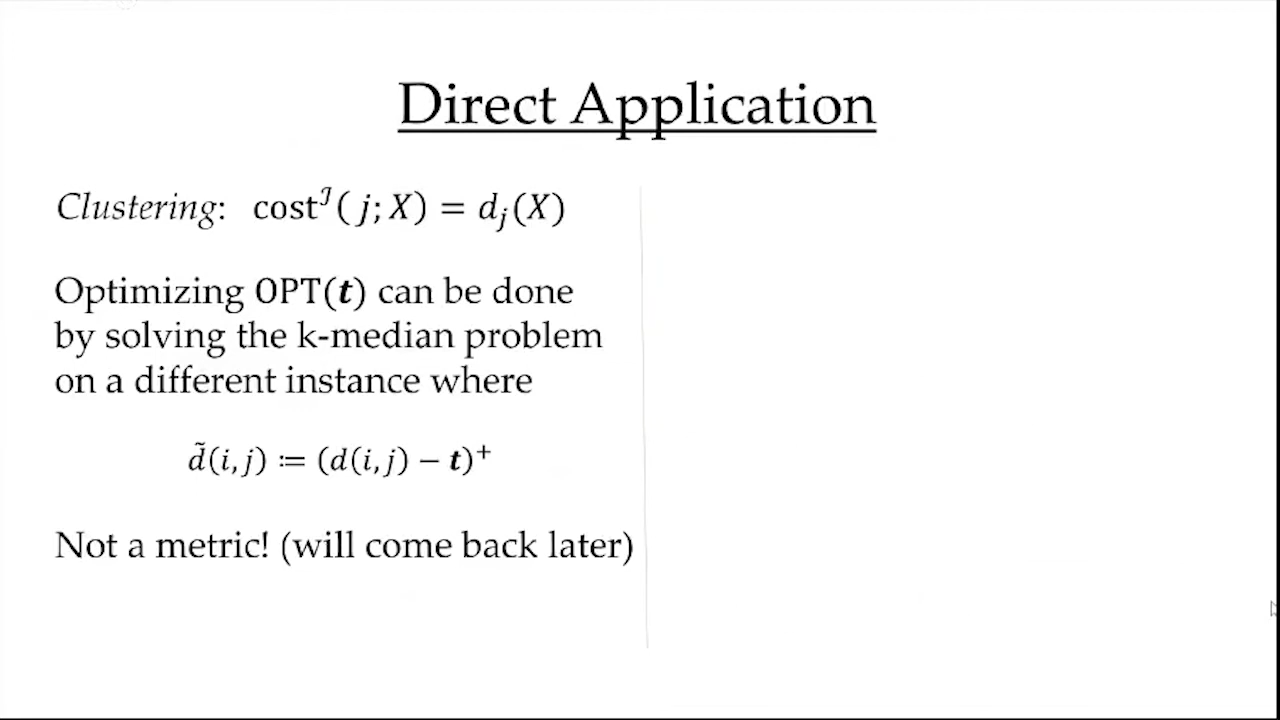 Direct Application
Clustering: cost^ℐ(j; X) = d_j(X)
Optimizing OPT(t) can be done
by solving the k-median problem
on a different instance where
d̃(i, j) ≔ (d(i, j) − t)⁺
Not a metric! (will come back later)